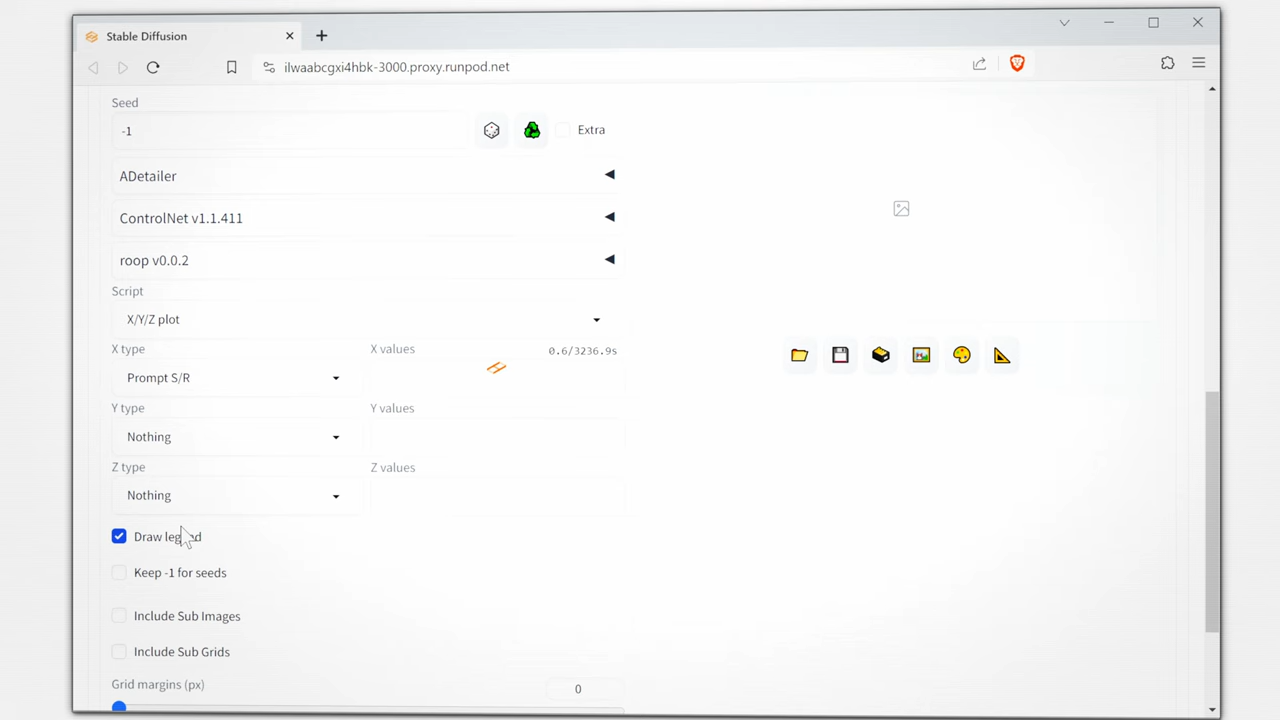 Stable Diffusion
ilwaabcgxi4hbk-3000.proxy.runpod.net
Seed
-1
Extra
ADetailer
ControlNet v1.1.411
roop v0.0.2
Script
X/Y/Z plot
X type
X values
0.6/3236.9s
Prompt S/R
Y type
Y values
Nothing
Z type
Z values
Nothing
Draw legend
Keep -1 for seeds
Include Sub Images
Include Sub Grids
Grid margins (px)
0